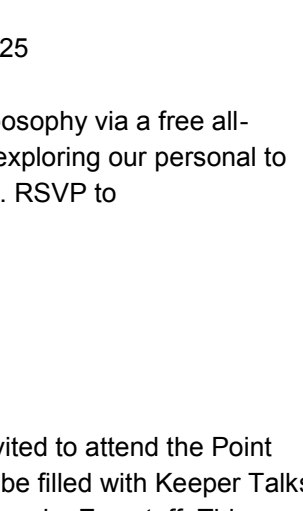 25
osophy via a free all-
exploring our personal to
. RSVP to
vited to attend the Point
be filled with Keeper Talks